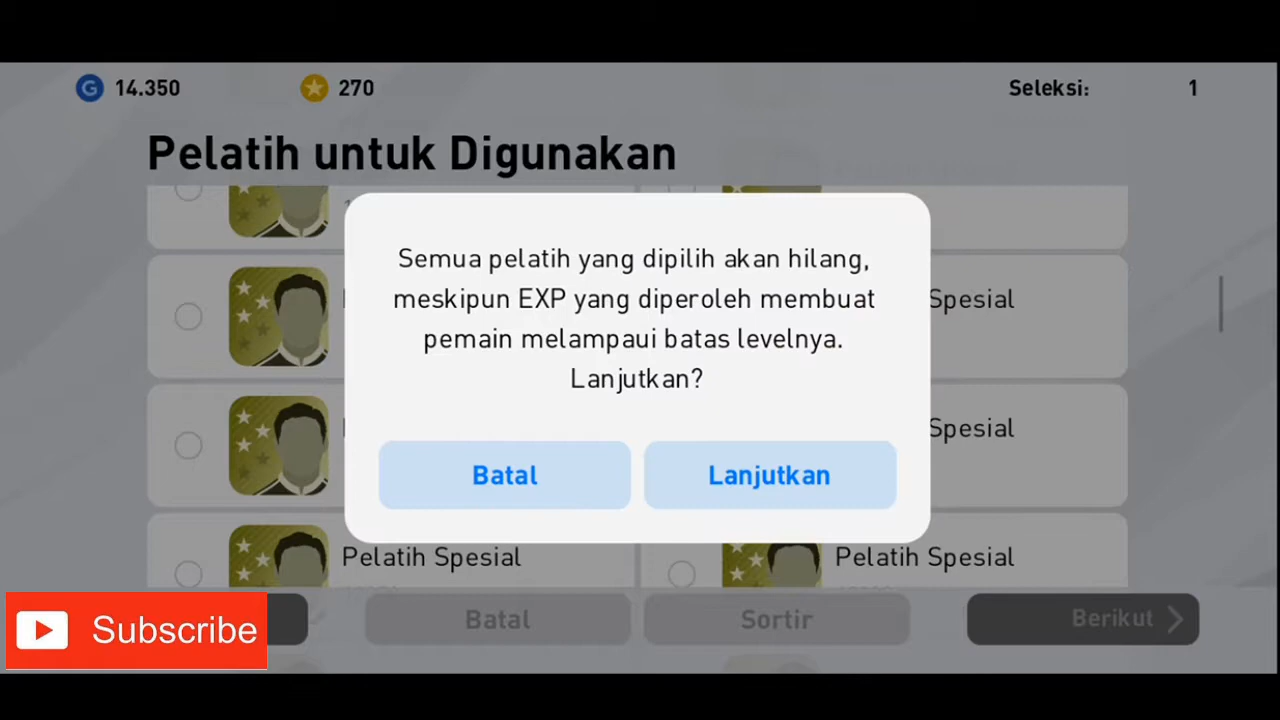 14.350
270
Seleksi: 1
Pelatih untuk Digunakan
Semua pelatih yang dipilih akan hilang,
meskipun EXP yang diperoleh membuat
pemain melampaui batas levelnya.
Lanjutkan?
Spesial
Spesial
Batal Lanjutkan
Pelatih Spesial Pelatih Spesial
Batal Sortir Berikut
Subscribe